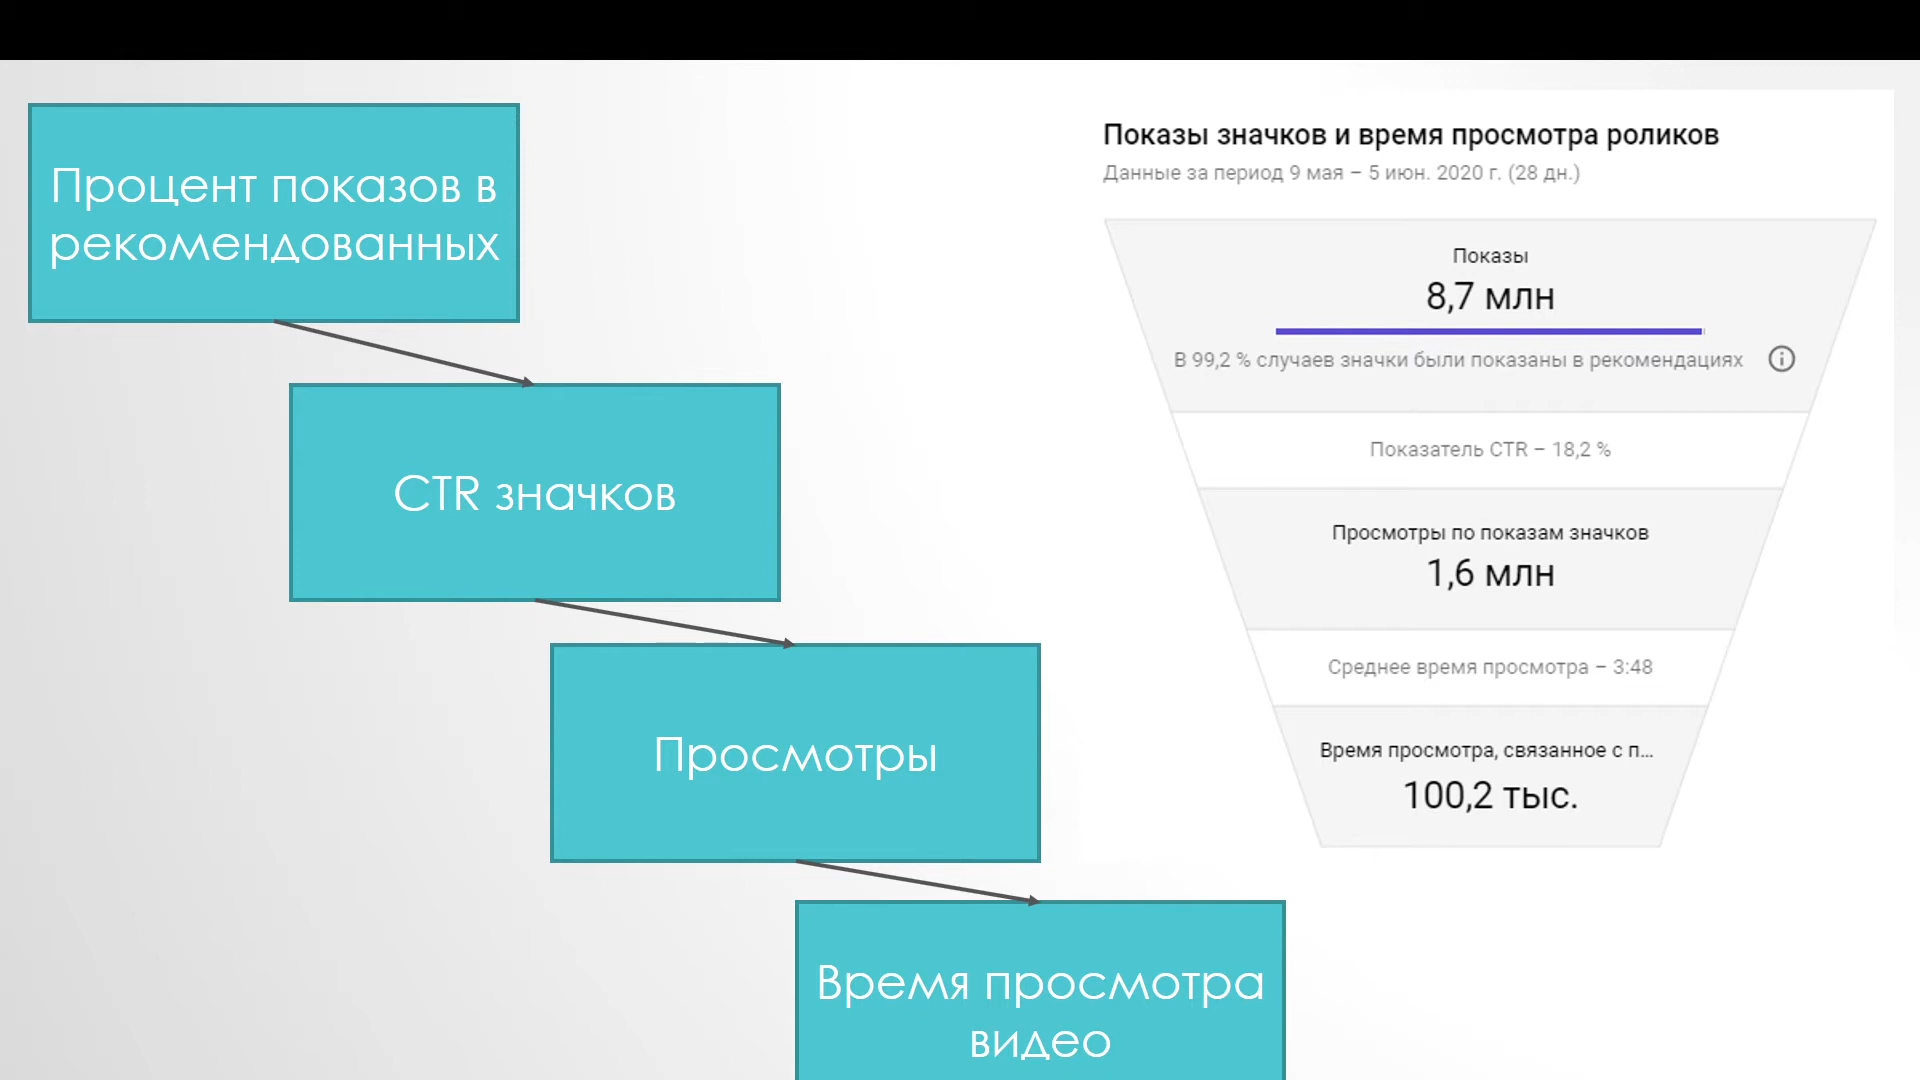 Процент показов в
рекомендованных
CTR значков
Просмотры
Время просмотра
видео
Показы значков и время просмотра роликов
Данные за период 9 мая – 5 июн. 2020 г. (28 дн.)
Показы
8,7 млн
В 99,2 % случаев значки были показаны в рекомендациях
Показатель CTR – 18,2 %
Просмотры по показам значков
1,6 млн
Среднее время просмотра – 3:48
Время просмотра, связанное с п...
100,2 тыс.